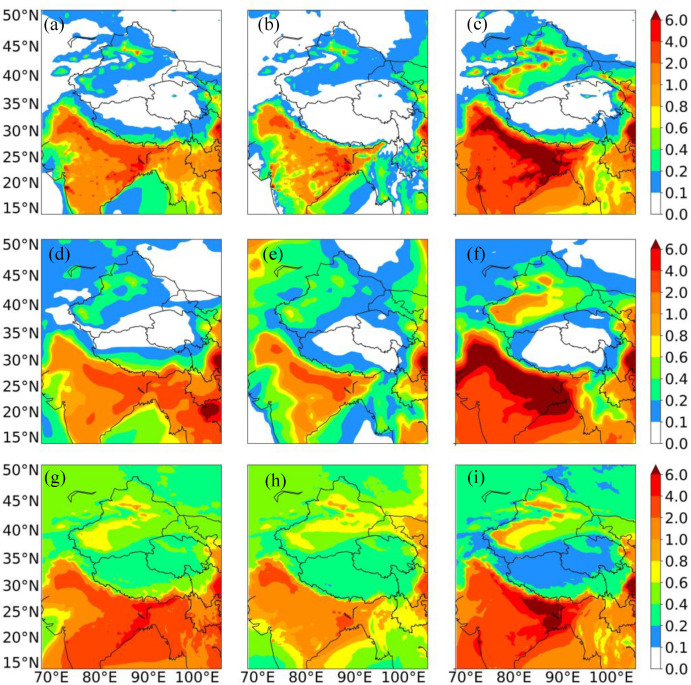 50°N
45°N
40°N
35°N
30°N
25°N
20°N
15°N
(a)
(b)
(c)
6.0
4.0
2.0
1.0
0.8
0.6
0.4
0.2
0.1
0.0
50°N
45°N
40°N
35°N
30°N
25°N
20°N
15°N
(d)
(e)
(f)
6.0
4.0
2.0
1.0
0.8
0.6
0.4
0.2
0.1
0.0
50°N
45°N
40°N
35°N
30°N
25°N
20°N
15°N
(g)
(h)
(i)
6.0
4.0
2.0
1.0
0.8
0.6
0.4
0.2
0.1
0.0
70°E 80°E 90°E 100°E 70°E 80°E 90°E 100°E 70°E 80°E 90°E 100°E